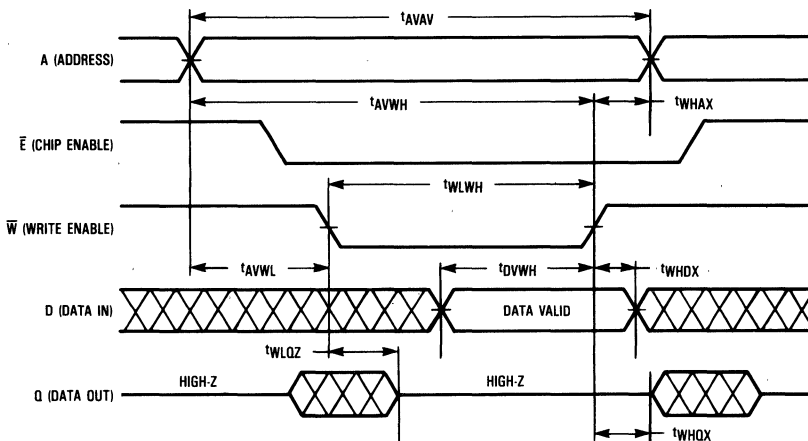 tAVAV
A (ADDRESS)
tAVWH
tWHAX
E̅ (CHIP ENABLE)
tWLWH
W̅ (WRITE ENABLE)
tAVWL
tDVWH
tWHDX
D (DATA IN)
DATA VALID
tWLQZ
HIGH-Z
HIGH-Z
Q (DATA OUT)
tWHQX